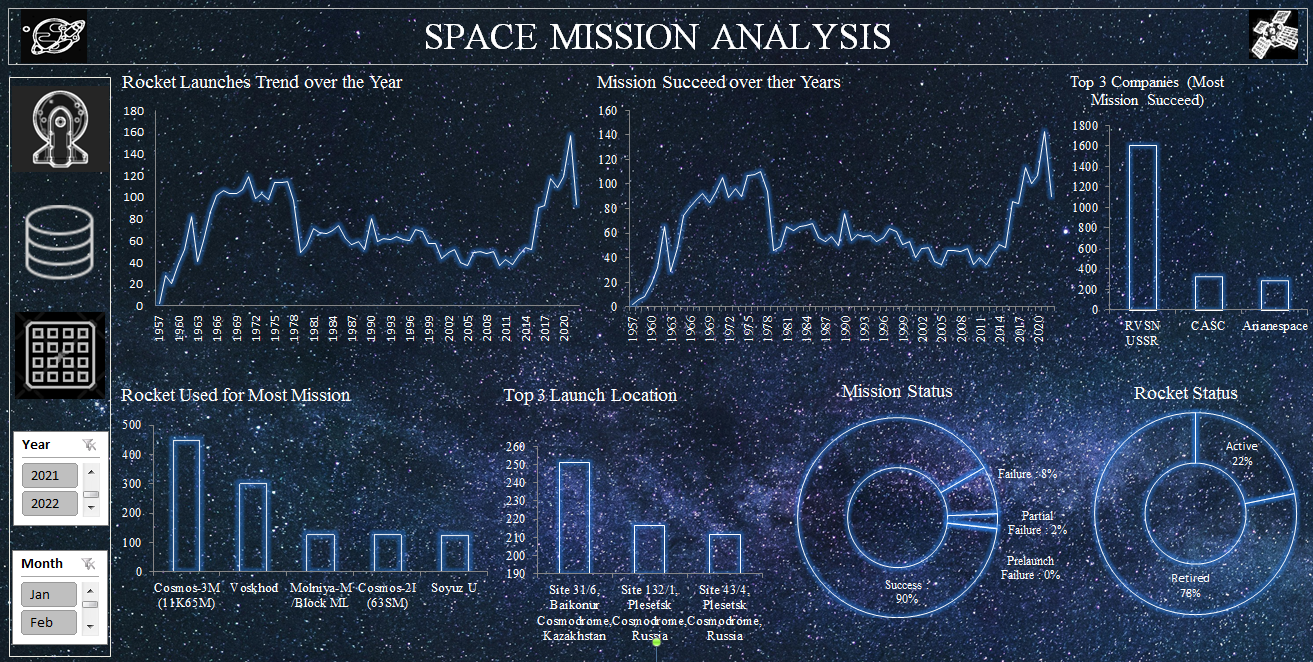 SPACE MISSION ANALYSIS
Rocket Launches Trend over the Year
180
160
140
120
100
80
60
40
20
0
1957
1960
1963
1966
1969
1972
1975
1978
1981
1984
1987
1990
1993
1996
1999
2002
2005
2008
2011
2014
2017
2020
Mission Succeed over ther Years
160
140
120
100
80
60
40
20
0
1957
1960
1963
1966
1969
1972
1975
1978
1981
1984
1987
1990
1993
1996
1999
2002
2005
2008
2011
2014
2017
2020
Top 3 Companies (Most
Mission Succeed)
1800
1600
1400
1200
1000
800
600
400
200
0
RVSN
USSR
CASC
Arianespace
Year
2021
2022
Month
Jan
Feb
Rocket Used for Most Mission
500
400
300
200
100
0
Cosmos-3M
(11K65M)
Voskhod
Molniya-M
/Block ML
Cosmos-2I
(63SM)
Soyuz U
Top 3 Launch Location
260
250
240
230
220
210
200
190
Site 31/6,
Baikonur
Cosmodrome,
Kazakhstan
Site 132/1,
Plesetsk
Cosmodrome,
Russia
Site 43/4,
Plesetsk
Cosmodrome,
Russia
Mission Status
Failure : 8%
Partial
Failure : 2%
Prelaunch
Failure : 0%
Success :
90%
Rocket Status
Active
22%
Retired
78%